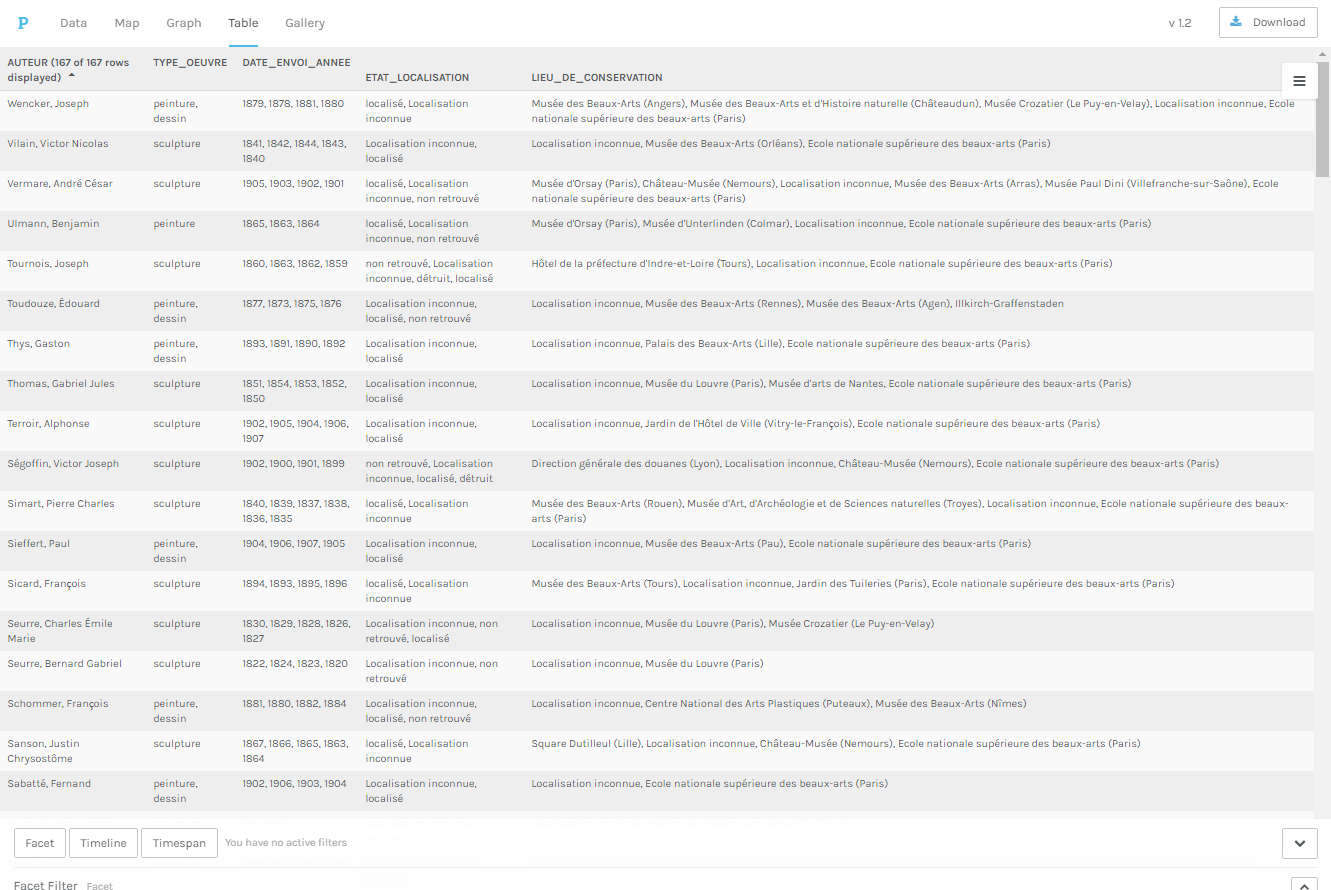 P Data Map Graph Table Gallery v 1.2 Download
AUTEUR (167 of 167 rows displayed) TYPE_OEUVRE DATE_ENVOI_ANNEE ETAT_LOCALISATION LIEU_DE_CONSERVATION
Wencker, Joseph peinture, 1879, 1878, 1881, 1880 localisé, Localisation Musée des Beaux-Arts (Angers), Musée des Beaux-Arts et d'Histoire naturelle (Châteaudun), Musée Crozatier (Le Puy-en-Velay), Localisation inconnue, Ecole
dessin inconnue nationale supérieure des beaux-arts (Paris)
Vilain, Victor Nicolas sculpture 1841, 1842, 1844, 1843, Localisation inconnue, Localisation inconnue, Musée des Beaux-Arts (Orléans), Ecole nationale supérieure des beaux-arts (Paris)
1840 localisé
Vermare, André César sculpture 1905, 1903, 1902, 1901 localisé, Localisation Musée d'Orsay (Paris), Château-Musée (Nemours), Localisation inconnue, Musée des Beaux-Arts (Arras), Musée Paul Dini (Villefranche-sur-Saône), Ecole
inconnue, non retrouvé nationale supérieure des beaux-arts (Paris)
Ulmann, Benjamin peinture 1865, 1863, 1864 localisé, Localisation Musée d'Orsay (Paris), Musée d'Unterlinden (Colmar), Localisation inconnue, Ecole nationale supérieure des beaux-arts (Paris)
inconnue, non retrouvé
Tournois, Joseph sculpture 1860, 1863, 1862, 1859 non retrouvé, Localisation Hôtel de la préfecture d'Indre-et-Loire (Tours), Localisation inconnue, Ecole nationale supérieure des beaux-arts (Paris)
inconnue, détruit, localisé
Toudouze, Édouard peinture, 1877, 1873, 1875, 1876 Localisation inconnue, Localisation inconnue, Musée des Beaux-Arts (Rennes), Musée des Beaux-Arts (Agen), Illkirch-Graffenstaden
dessin localisé, non retrouvé
Thys, Gaston peinture, 1893, 1891, 1890, 1892 Localisation inconnue, Localisation inconnue, Palais des Beaux-Arts (Lille), Ecole nationale supérieure des beaux-arts (Paris)
dessin localisé
Thomas, Gabriel Jules sculpture 1851, 1854, 1853, 1852, Localisation inconnue, Localisation inconnue, Musée du Louvre (Paris), Musée d'arts de Nantes, Ecole nationale supérieure des beaux-arts (Paris)
1850 localisé
Terroir, Alphonse sculpture 1902, 1905, 1904, 1906, Localisation inconnue, Localisation inconnue, Jardin de l'Hôtel de Ville (Vitry-le-François), Ecole nationale supérieure des beaux-arts (Paris)
1907 localisé
Ségoffin, Victor Joseph sculpture 1902, 1900, 1901, 1899 non retrouvé, Localisation Direction générale des douanes (Lyon), Localisation inconnue, Château-Musée (Nemours), Ecole nationale supérieure des beaux-arts (Paris)
inconnue, localisé, détruit
Simart, Pierre Charles sculpture 1840, 1839, 1837, 1838, localisé, Localisation Musée des Beaux-Arts (Rouen), Musée d'Art, d'Archéologie et de Sciences naturelles (Troyes), Localisation inconnue, Ecole nationale supérieure des beaux-
1836, 1835 inconnue arts (Paris)
Sieffert, Paul peinture, 1904, 1906, 1907, 1905 Localisation inconnue, Localisation inconnue, Musée des Beaux-Arts (Pau), Ecole nationale supérieure des beaux-arts (Paris)
dessin localisé
Sicard, François sculpture 1894, 1893, 1895, 1896 localisé, Localisation Musée des Beaux-Arts (Tours), Localisation inconnue, Jardin des Tuileries (Paris), Ecole nationale supérieure des beaux-arts (Paris)
inconnue
Seurre, Charles Émile sculpture 1830, 1829, 1828, 1826, Localisation inconnue, non Localisation inconnue, Musée du Louvre (Paris), Musée Crozatier (Le Puy-en-Velay)
Marie 1827 retrouvé, localisé
Seurre, Bernard Gabriel sculpture 1822, 1824, 1823, 1820 Localisation inconnue, non Localisation inconnue, Musée du Louvre (Paris)
retrouvé
Schommer, François peinture, 1881, 1880, 1882, 1884 Localisation inconnue, Localisation inconnue, Centre National des Arts Plastiques (Puteaux), Musée des Beaux-Arts (Nîmes)
dessin localisé, non retrouvé
Sanson, Justin sculpture 1867, 1866, 1865, 1863, localisé, Localisation Square Dutilleul (Lille), Localisation inconnue, Château-Musée (Nemours), Ecole nationale supérieure des beaux-arts (Paris)
Chrysostôme 1864 inconnue
Sabatté, Fernand peinture, 1902, 1906, 1903, 1904 Localisation inconnue, Localisation inconnue, Ecole nationale supérieure des beaux-arts (Paris)
dessin localisé
Facet Timeline Timespan You have no active filters
Facet Filter Facet